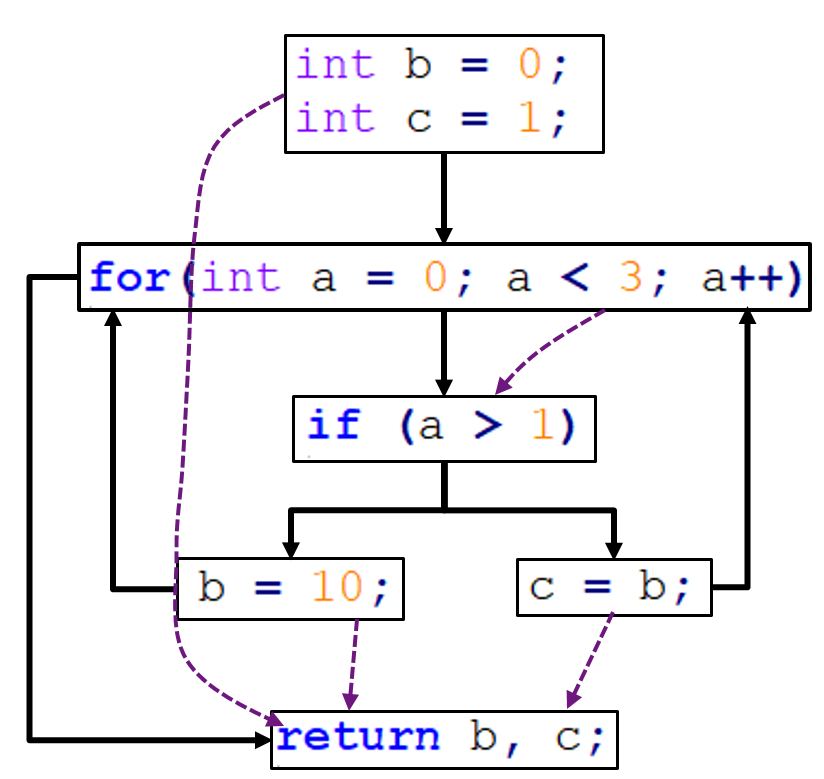 int b = 0;
int c = 1;
for(int a = 0; a < 3; a++)
if (a > 1)
b = 10;
c = b;
return b, c;